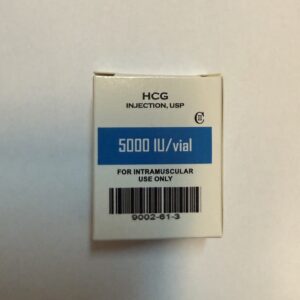 HCG
INJECTION, USP
5000 IU/vial
FOR INTRAMUSCULAR
USE ONLY
9002-61-3